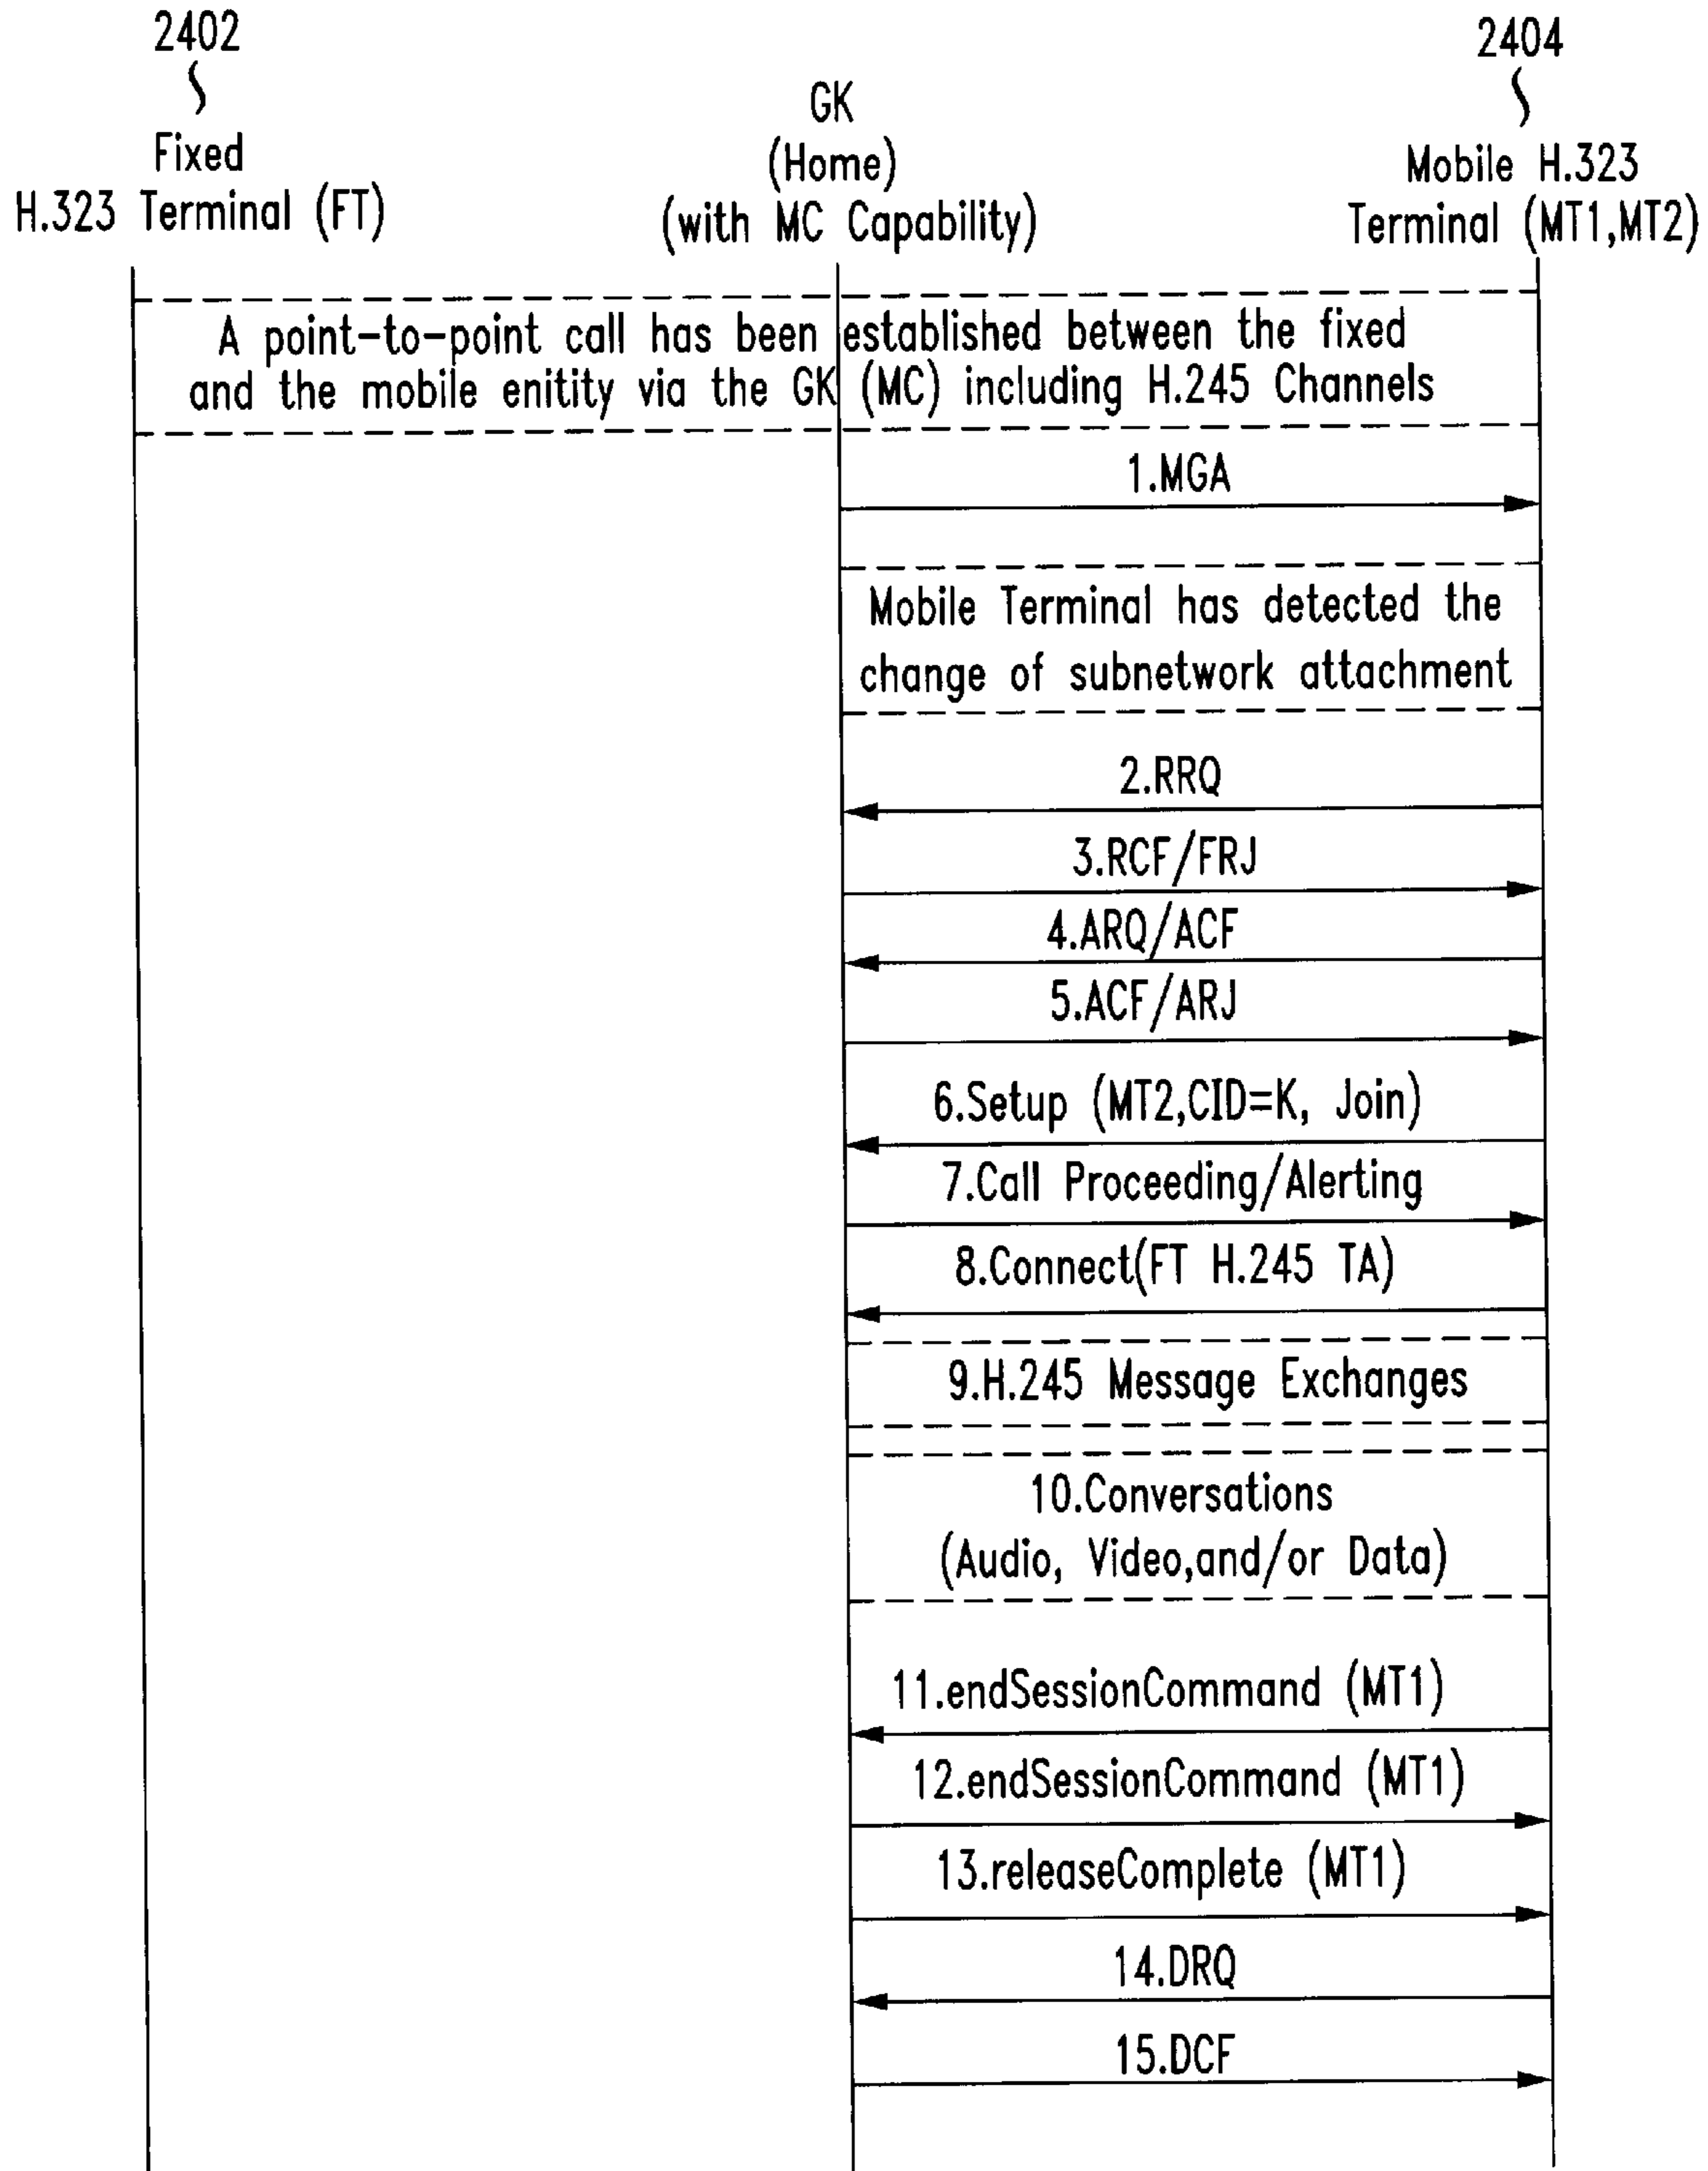 2402
Fixed
H.323 Terminal (FT)
GK
(Home)
(with MC Capability)
2404
Mobile H.323
Terminal (MT1,MT2)
A point-to-point call has been established between the fixed
and the mobile enitity via the GK (MC) including H.245 Channels
1.MGA
Mobile Terminal has detected the
change of subnetwork attachment
2.RRQ
3.RCF/FRJ
4.ARQ/ACF
5.ACF/ARJ
6.Setup (MT2,CID=K, Join)
7.Call Proceeding/Alerting
8.Connect(FT H.245 TA)
9.H.245 Message Exchanges
10.Conversations
(Audio, Video,and/or Data)
11.endSessionCommand (MT1)
12.endSessionCommand (MT1)
13.releaseComplete (MT1)
14.DRQ
15.DCF